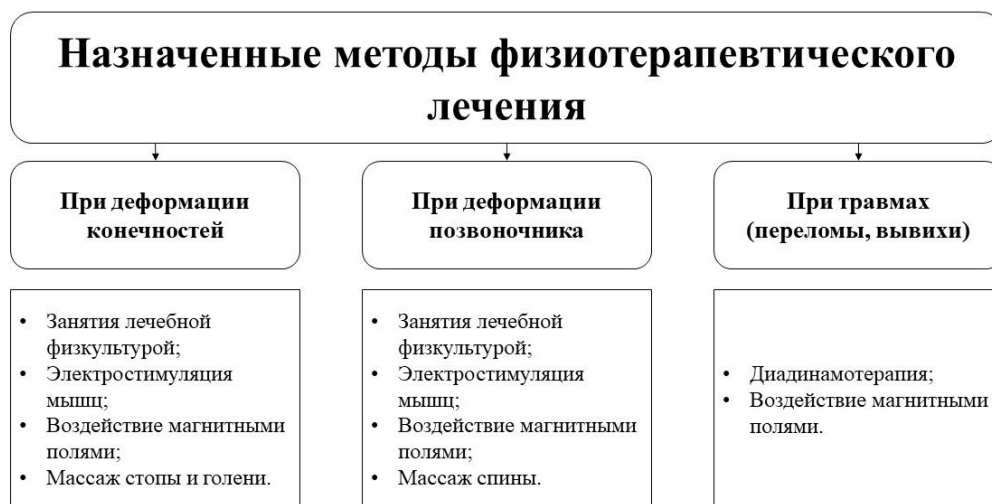 Назначенные методы физиотерапевтического
лечения
При деформации
конечностей
При деформации
позвоночника
При травмах
(переломы, вывихи)
• Занятия лечебной
физкультурой;
• Электростимуляция
мышц;
• Воздействие магнитными
полями;
• Массаж стопы и голени.
• Занятия лечебной
физкультурой;
• Электростимуляция
мышц;
• Воздействие магнитными
полями;
• Массаж спины.
• Диадинамотерапия;
• Воздействие магнитными
полями.